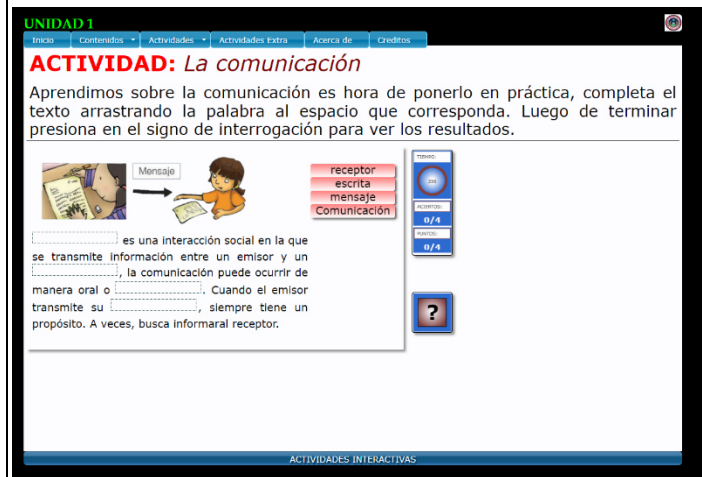 UNIDAD 1
Inicio Contenidos Actividades Actividades Extra Acerca de Creditos
ACTIVIDAD: La comunicación
Aprendimos sobre la comunicación es hora de ponerlo en práctica, completa el
texto arrastrando la palabra al espacio que corresponda. Luego de terminar
presiona en el signo de interrogación para ver los resultados.
Mensaje
receptor
escrita
mensaje
Comunicación
es una interacción social en la que
se transmite información entre un emisor y un
, la comunicación puede ocurrir de
manera oral o . Cuando el emisor
transmite su , siempre tiene un
propósito. A veces, busca informaral receptor.
TIEMPO:
ACIERTOS:
0/4
PUNTOS:
0/4
?
ACTIVIDADES INTERACTIVAS